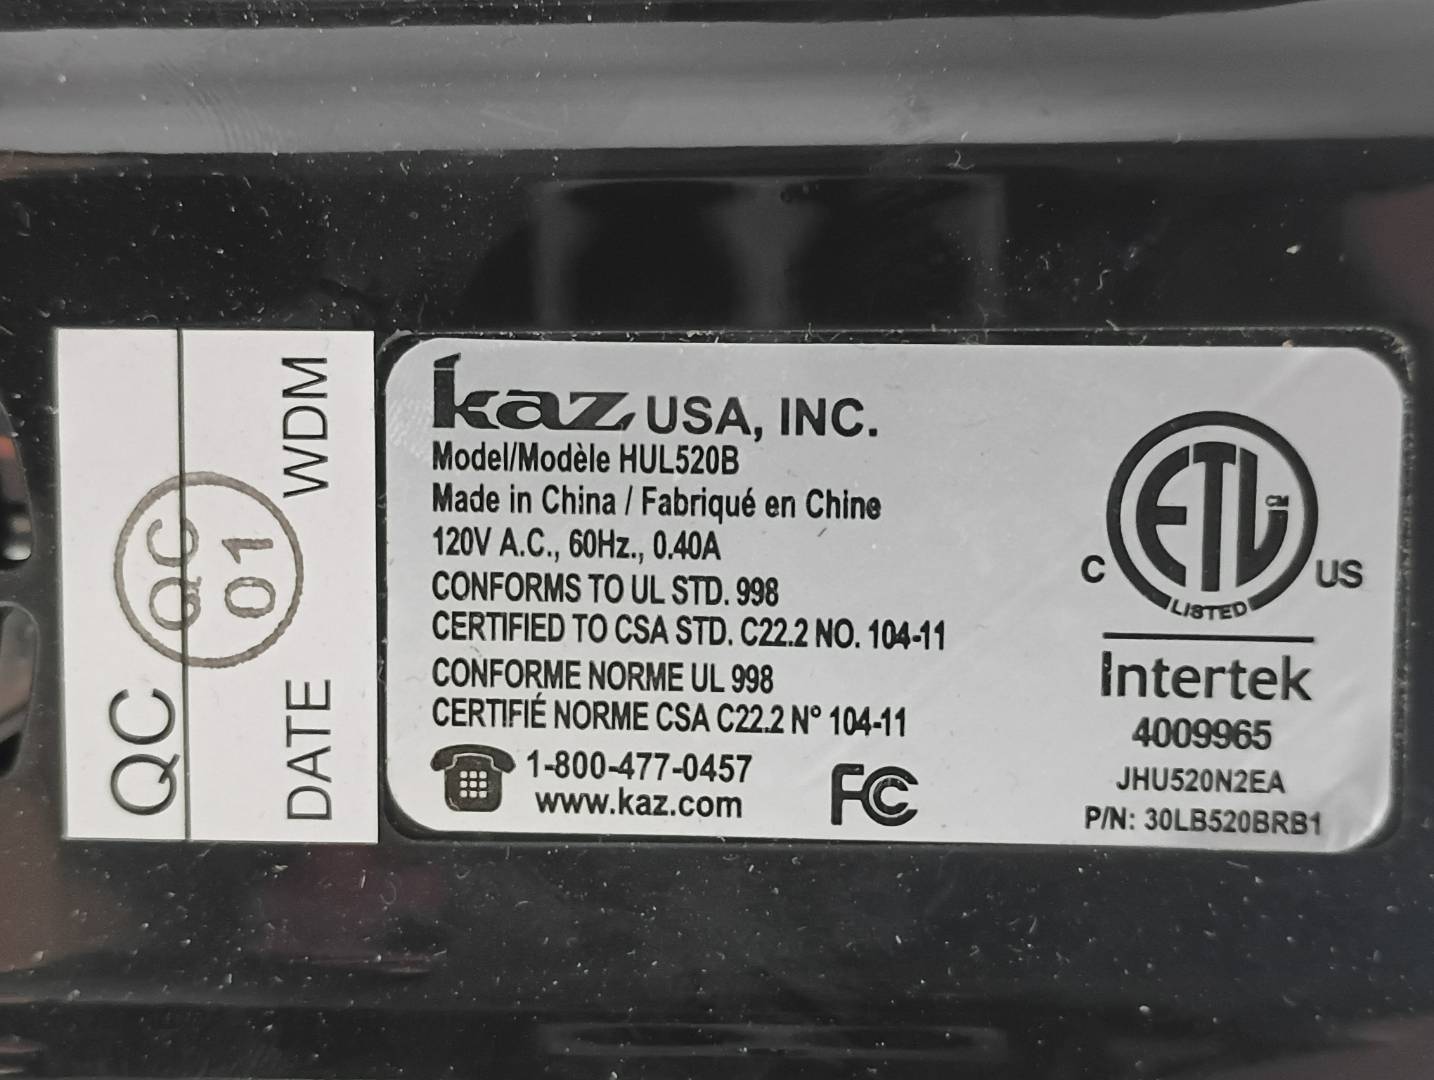 QC
QC
01
DATE WDM
kaz USA, INC.
Model/Modèle HUL520B
Made in China / Fabriqué en Chine
120V A.C., 60Hz., 0.40A
CONFORMS TO UL STD. 998
CERTIFIED TO CSA STD. C22.2 NO. 104-11
CONFORME NORME UL 998
CERTIFIÉ NORME CSA C22.2 N° 104-11
1-800-477-0457
www.kaz.com
FC
ETL CM
C US
LISTED
Intertek
4009965
JHU520N2EA
P/N: 30LB520BRB1